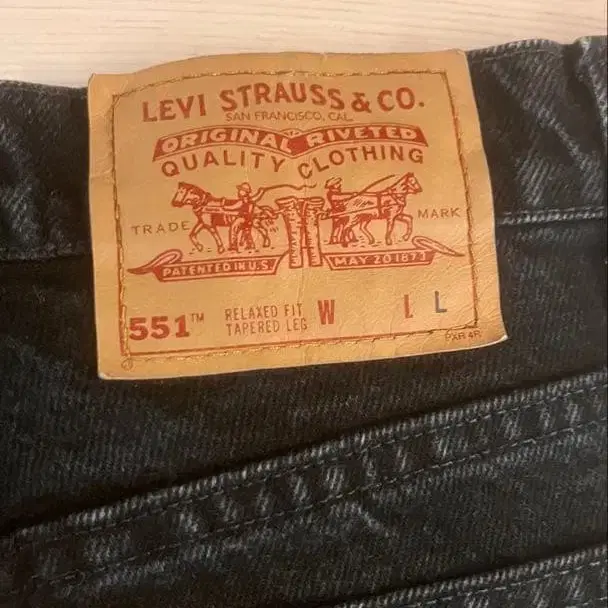 LEVI STRAUSS & CO.
SAN FRANCISCO, CAL.
ORIGINAL RIVETED
QUALITY CLOTHING
TRADE MARK
PATENTED IN U.S. MAY 20 1873
551™ RELAXED FIT W L L
TAPERED LEG